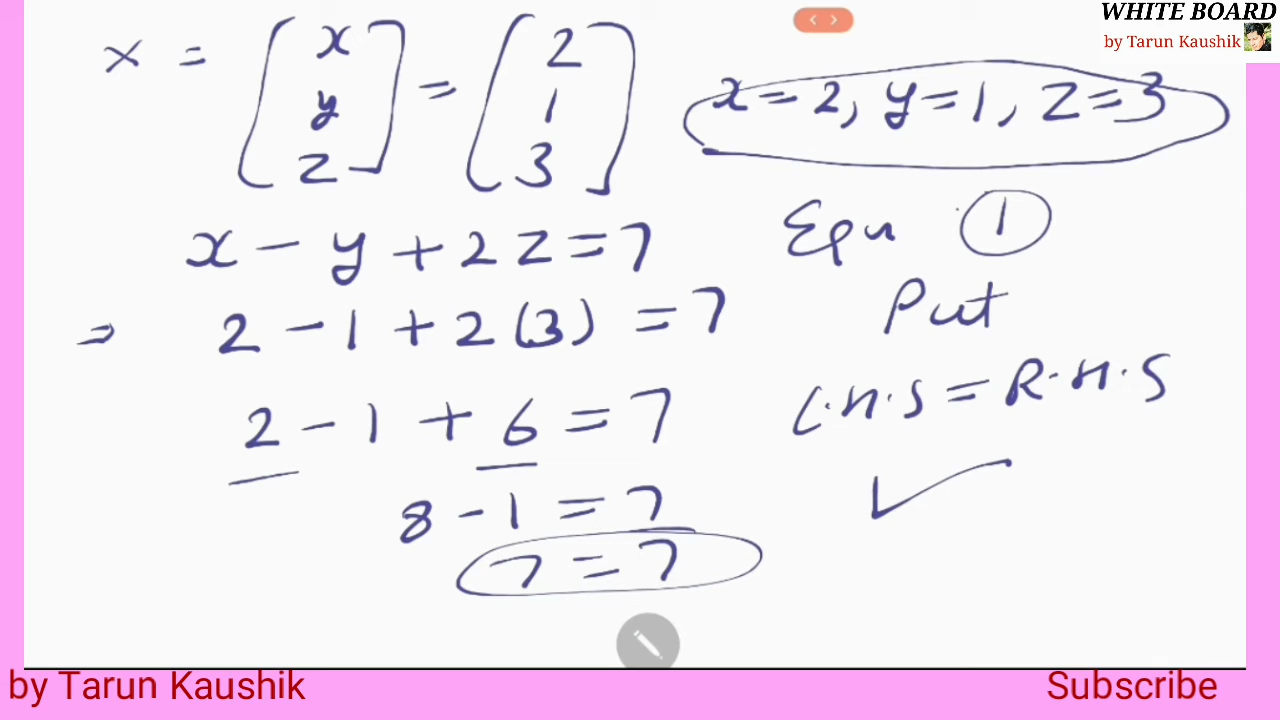 WHITE BOARD
by Tarun Kaushik
x = [x y z] = [2 1 3]
x = 2, y = 1, z = 3
x - y + 2z = 7 Eqn 1
⇒ 2 - 1 + 2(3) = 7 Put
2 - 1 + 6 = 7 L.H.S = R.H.S
8 - 1 = 7 ✓
7 = 7
by Tarun Kaushik
Subscribe